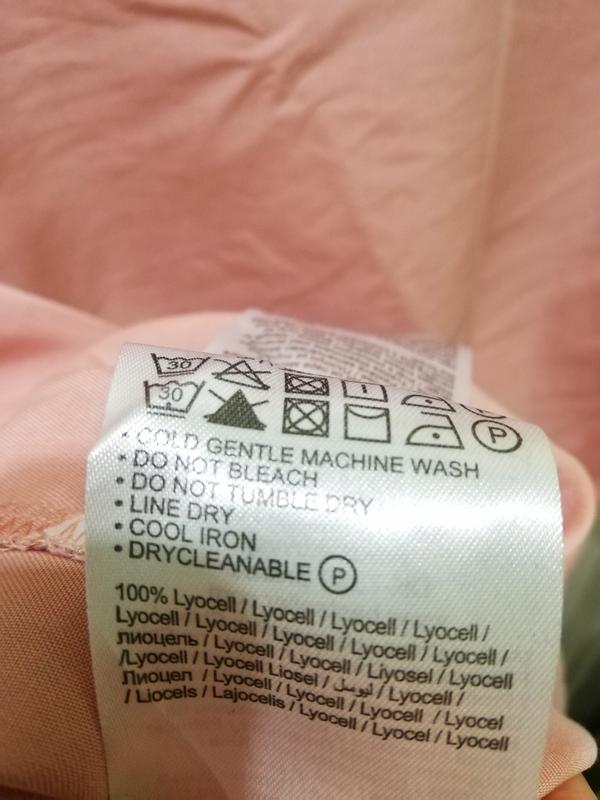 30
30
P
• COLD GENTLE MACHINE WASH
• DO NOT BLEACH
• DO NOT TUMBLE DRY
• LINE DRY
• COOL IRON
• DRYCLEANABLE P
100% Lyocell / Lyocell / Lyocell / Lyocell /
Lyocell / Lyocell / Lyocell / Lyocell / Lyocell /
лиоцель / Lyocell / Lyocell / Liyosel / Lyocell
/Lyocell / Lyocell Liosel / ليوسل / Lyocell /
Лиоцел / Lyocell / Lyocell / Lyocell / Lyocel
/ Liocels / Lajocelis / Lyocell / Lyocel / Lyocell